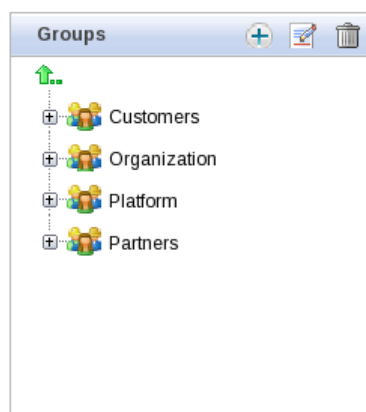 Groups
..
Customers
Organization
Platform
Partners